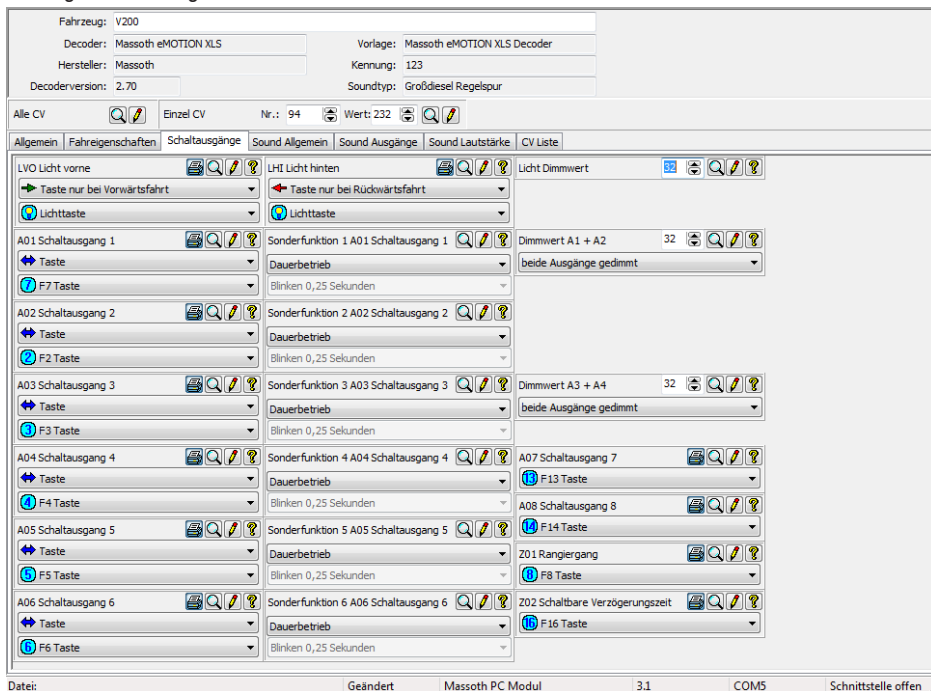 Fahrzeug: V200
Decoder: Massoth eMOTION XLS Vorlage: Massoth eMOTION XLS Decoder
Hersteller: Massoth Kennung: 123
Decoderversion: 2.70 Soundtyp: Großdiesel Regelspur
Alle CV Einzel CV Nr.: 94 Wert: 232
Allgemein Fahreigenschaften Schaltausgänge Sound Allgemein Sound Ausgänge Sound Lautstärke CV Liste
LVO Licht vorne LHI Licht hinten Licht Dimmwert 32
Taste nur bei Vorwärtsfahrt Taste nur bei Rückwärtsfahrt
Lichttaste Lichttaste
A01 Schaltausgang 1 Sonderfunktion 1 A01 Schaltausgang 1 Dimmwert A1 + A2 32
Taste Dauerbetrieb beide Ausgänge gedimmt
7 F7 Taste Blinken 0,25 Sekunden
A02 Schaltausgang 2 Sonderfunktion 2 A02 Schaltausgang 2
Taste Dauerbetrieb
2 F2 Taste Blinken 0,25 Sekunden
A03 Schaltausgang 3 Sonderfunktion 3 A03 Schaltausgang 3 Dimmwert A3 + A4 32
Taste Dauerbetrieb beide Ausgänge gedimmt
3 F3 Taste Blinken 0,25 Sekunden
A04 Schaltausgang 4 Sonderfunktion 4 A04 Schaltausgang 4 A07 Schaltausgang 7
Taste Dauerbetrieb 13 F13 Taste
4 F4 Taste Blinken 0,25 Sekunden A08 Schaltausgang 8
A05 Schaltausgang 5 Sonderfunktion 5 A05 Schaltausgang 5 14 F14 Taste
Taste Dauerbetrieb Z01 Rangiergang
5 F5 Taste Blinken 0,25 Sekunden 8 F8 Taste
A06 Schaltausgang 6 Sonderfunktion 6 A06 Schaltausgang 6 Z02 Schaltbare Verzögerungszeit
Taste Dauerbetrieb 16 F16 Taste
6 F6 Taste Blinken 0,25 Sekunden
Datei: Geändert Massoth PC Modul 3.1 COM5 Schnittstelle offen